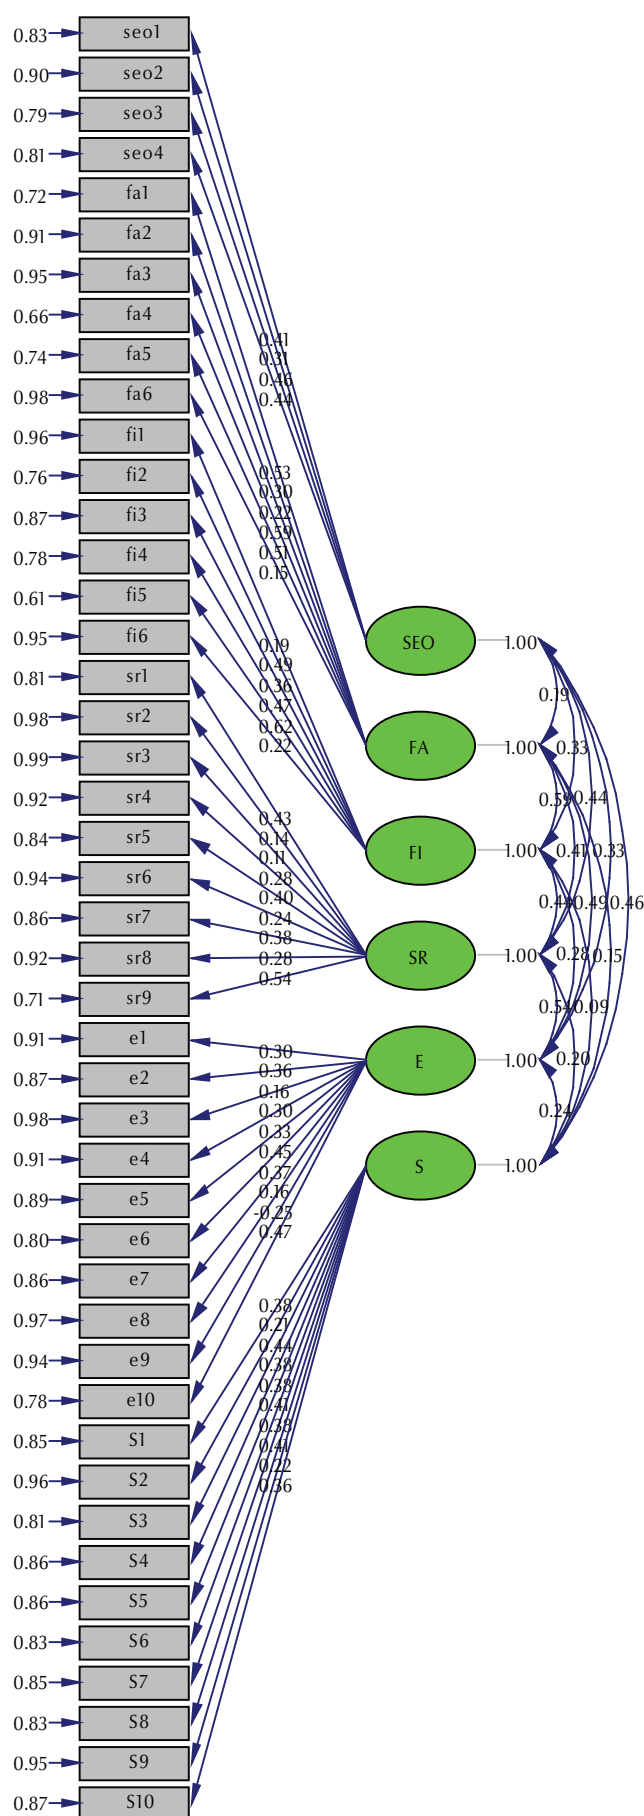 0.83 seo1
0.90 seo2
0.79 seo3
0.81 seo4
0.72 fa1
0.91 fa2
0.95 fa3
0.66 fa4
0.74 fa5
0.98 fa6
0.96 fi1
0.76 fi2
0.87 fi3
0.78 fi4
0.61 fi5
0.95 fi6
0.81 sr1
0.98 sr2
0.99 sr3
0.92 sr4
0.84 sr5
0.94 sr6
0.86 sr7
0.92 sr8
0.71 sr9
0.91 e1
0.87 e2
0.98 e3
0.91 e4
0.89 e5
0.80 e6
0.86 e7
0.97 e8
0.94 e9
0.78 e10
0.85 S1
0.96 S2
0.81 S3
0.86 S4
0.86 S5
0.83 S6
0.85 S7
0.83 S8
0.95 S9
0.87 S10
0.41
0.31
0.46
0.44
0.53
0.30
0.22
0.59
0.51
0.15
0.19
0.49
0.36
0.47
0.62
0.22
0.43
0.14
0.11
0.28
0.40
0.24
0.38
0.28
0.54
0.30
0.36
0.16
0.30
0.33
0.45
0.37
0.16
-0.25
0.47
0.38
0.21
0.44
0.38
0.38
0.41
0.38
0.41
0.22
0.36
SEO 1.00
FA 1.00
FI 1.00
SR 1.00
E 1.00
S 1.00
0.19
0.33
0.44
0.41 0.33
0.49 0.46
0.28 0.15
0.54 0.09
0.20
0.24